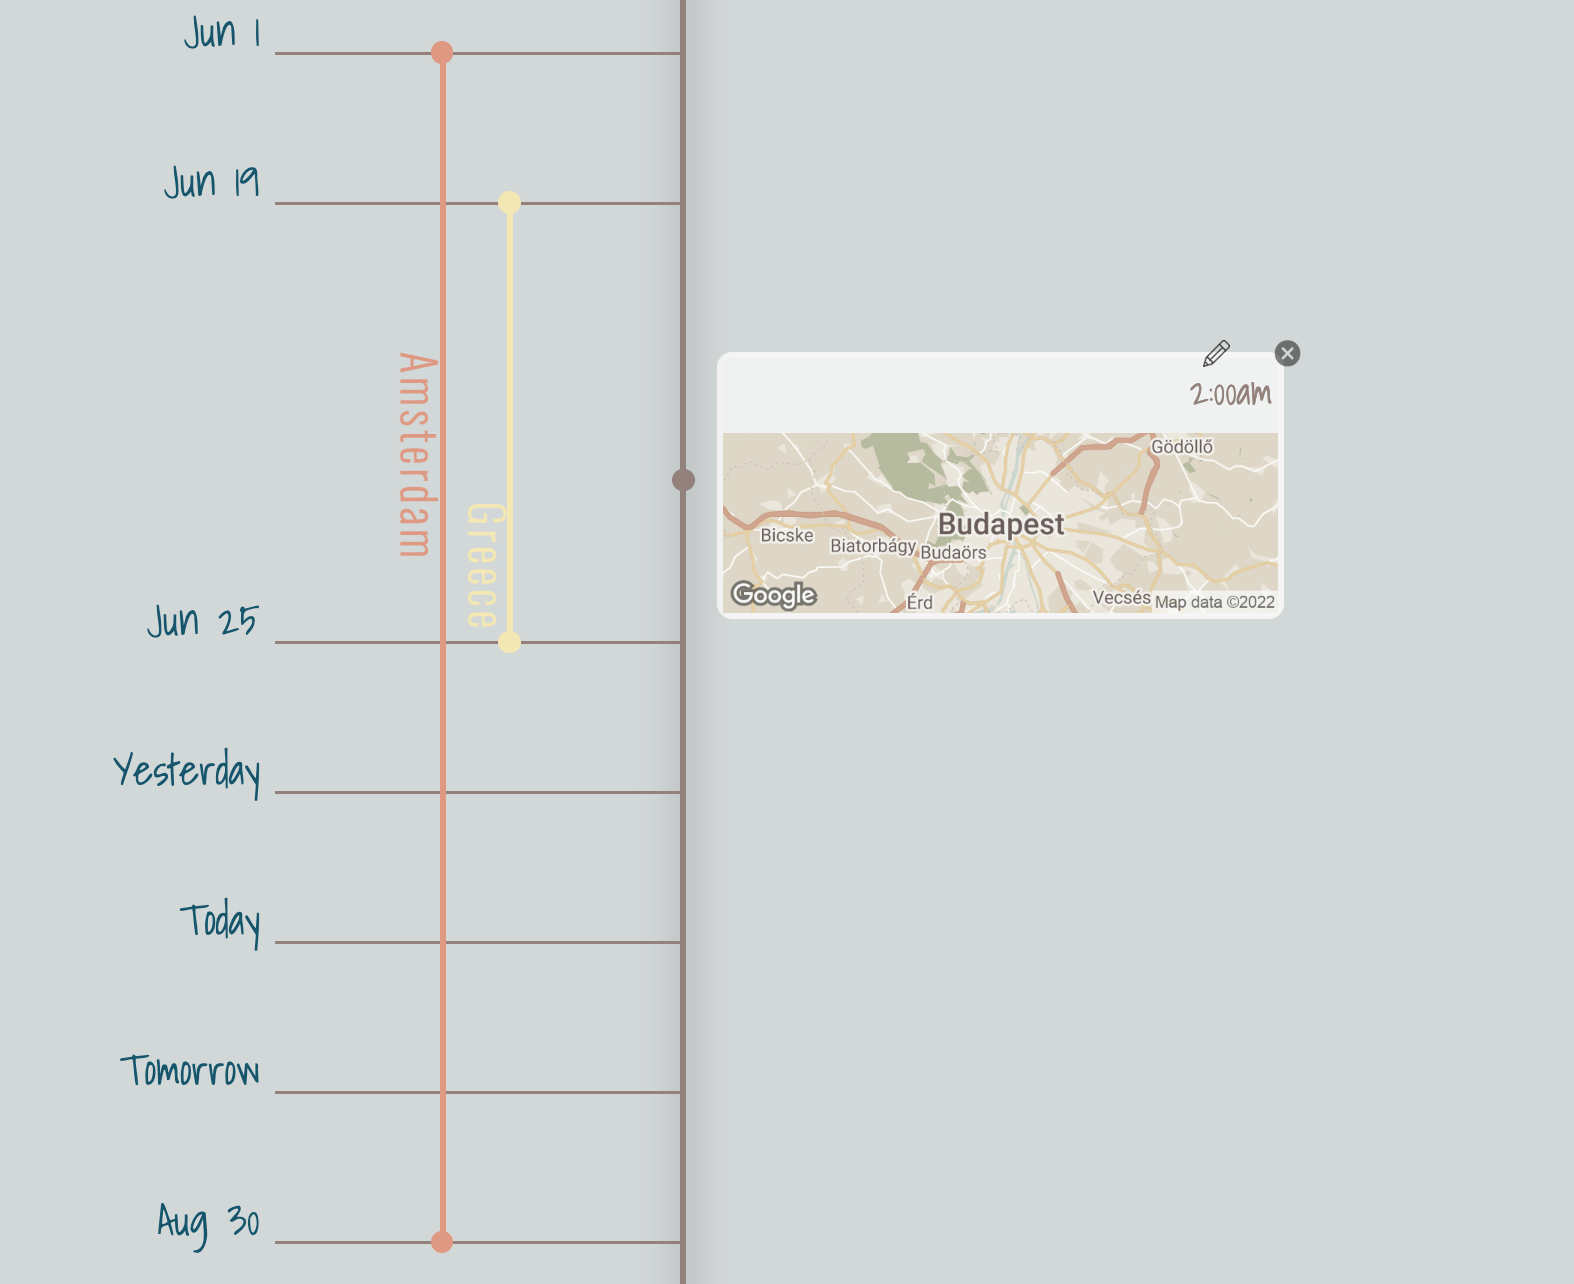 Jun 1
Jun 19
Amsterdam
Greece
2:00am
Gödöllő
Budapest
Bicske
Biatorbágy
Budaörs
Google
Érd
Vecsés
Map data ©2022
Jun 25
Yesterday
Today
Tomorrow
Aug 30